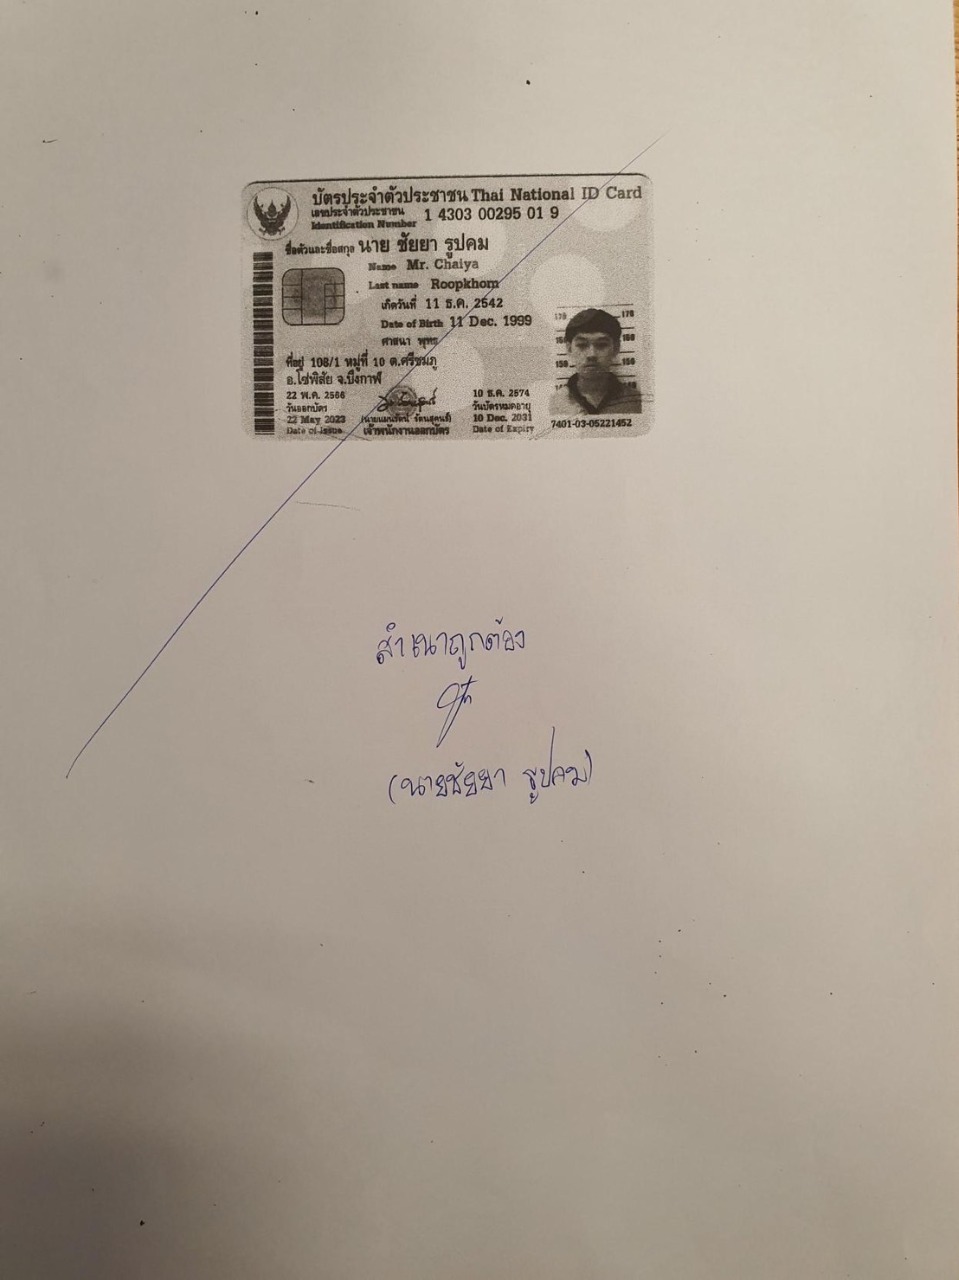 บัตรประจำตัวประชาชน Thai National ID Card
เลขประจำตัวประชาชน 1 4303 00295 01 9
Identification Number
ชื่อตัวและชื่อสกุล นาย ชัยยา รูปคม
Name Mr. Chaiya
Last name Roopkhom
เกิดวันที่ 11 ธ.ค. 2542
Date of Birth 11 Dec. 1999
ศาสนา พุทธ
ที่อยู่ 108/1 หมู่ที่ 10 ต.ศรีชมภู
อ.โซ่พิสัย จ.บึงกาฬ
22 พ.ค. 2566
วันออกบัตร
22 May 2023
Date of Issue
เจ้าพนักงานออกบัตร
10 ธ.ค. 2574
วันบัตรหมดอายุ
10 Dec. 2031
Date of Expiry
170 170
160 160
150 150
7401-03-05221452
สำเนาถูกต้อง
(นายชัยยา รูปคม)